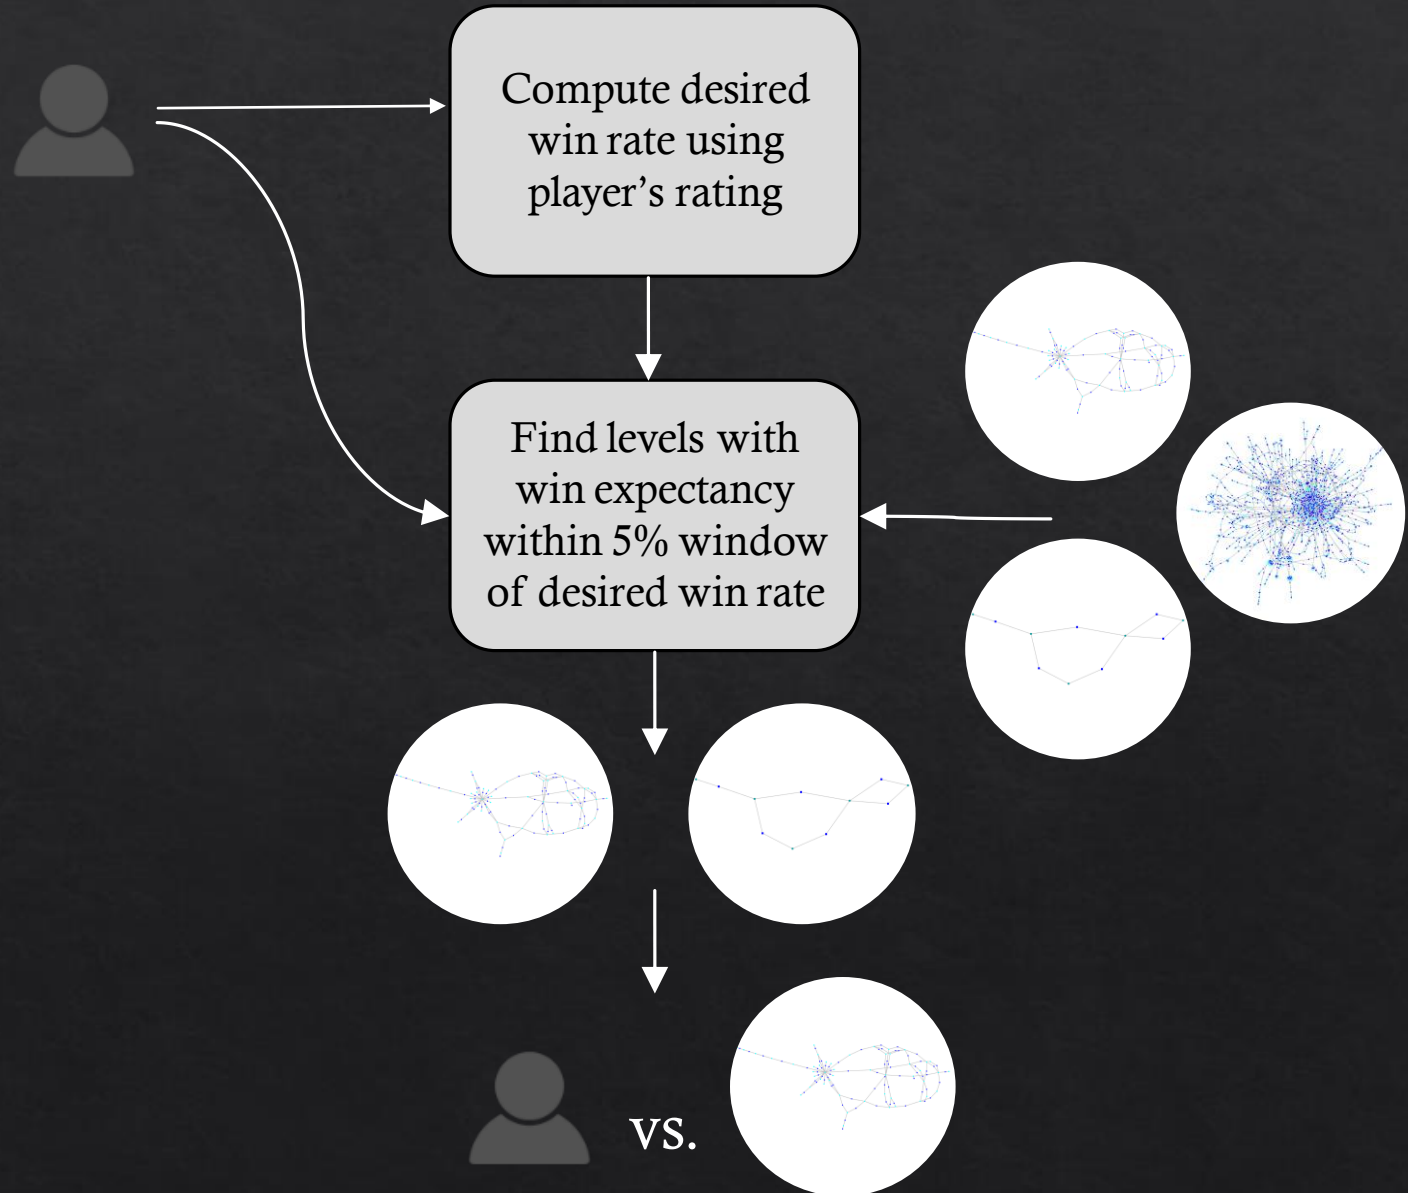 Compute desired
win rate using
player’s rating
Find levels with
win expectancy
within 5% window
of desired win rate
vs.